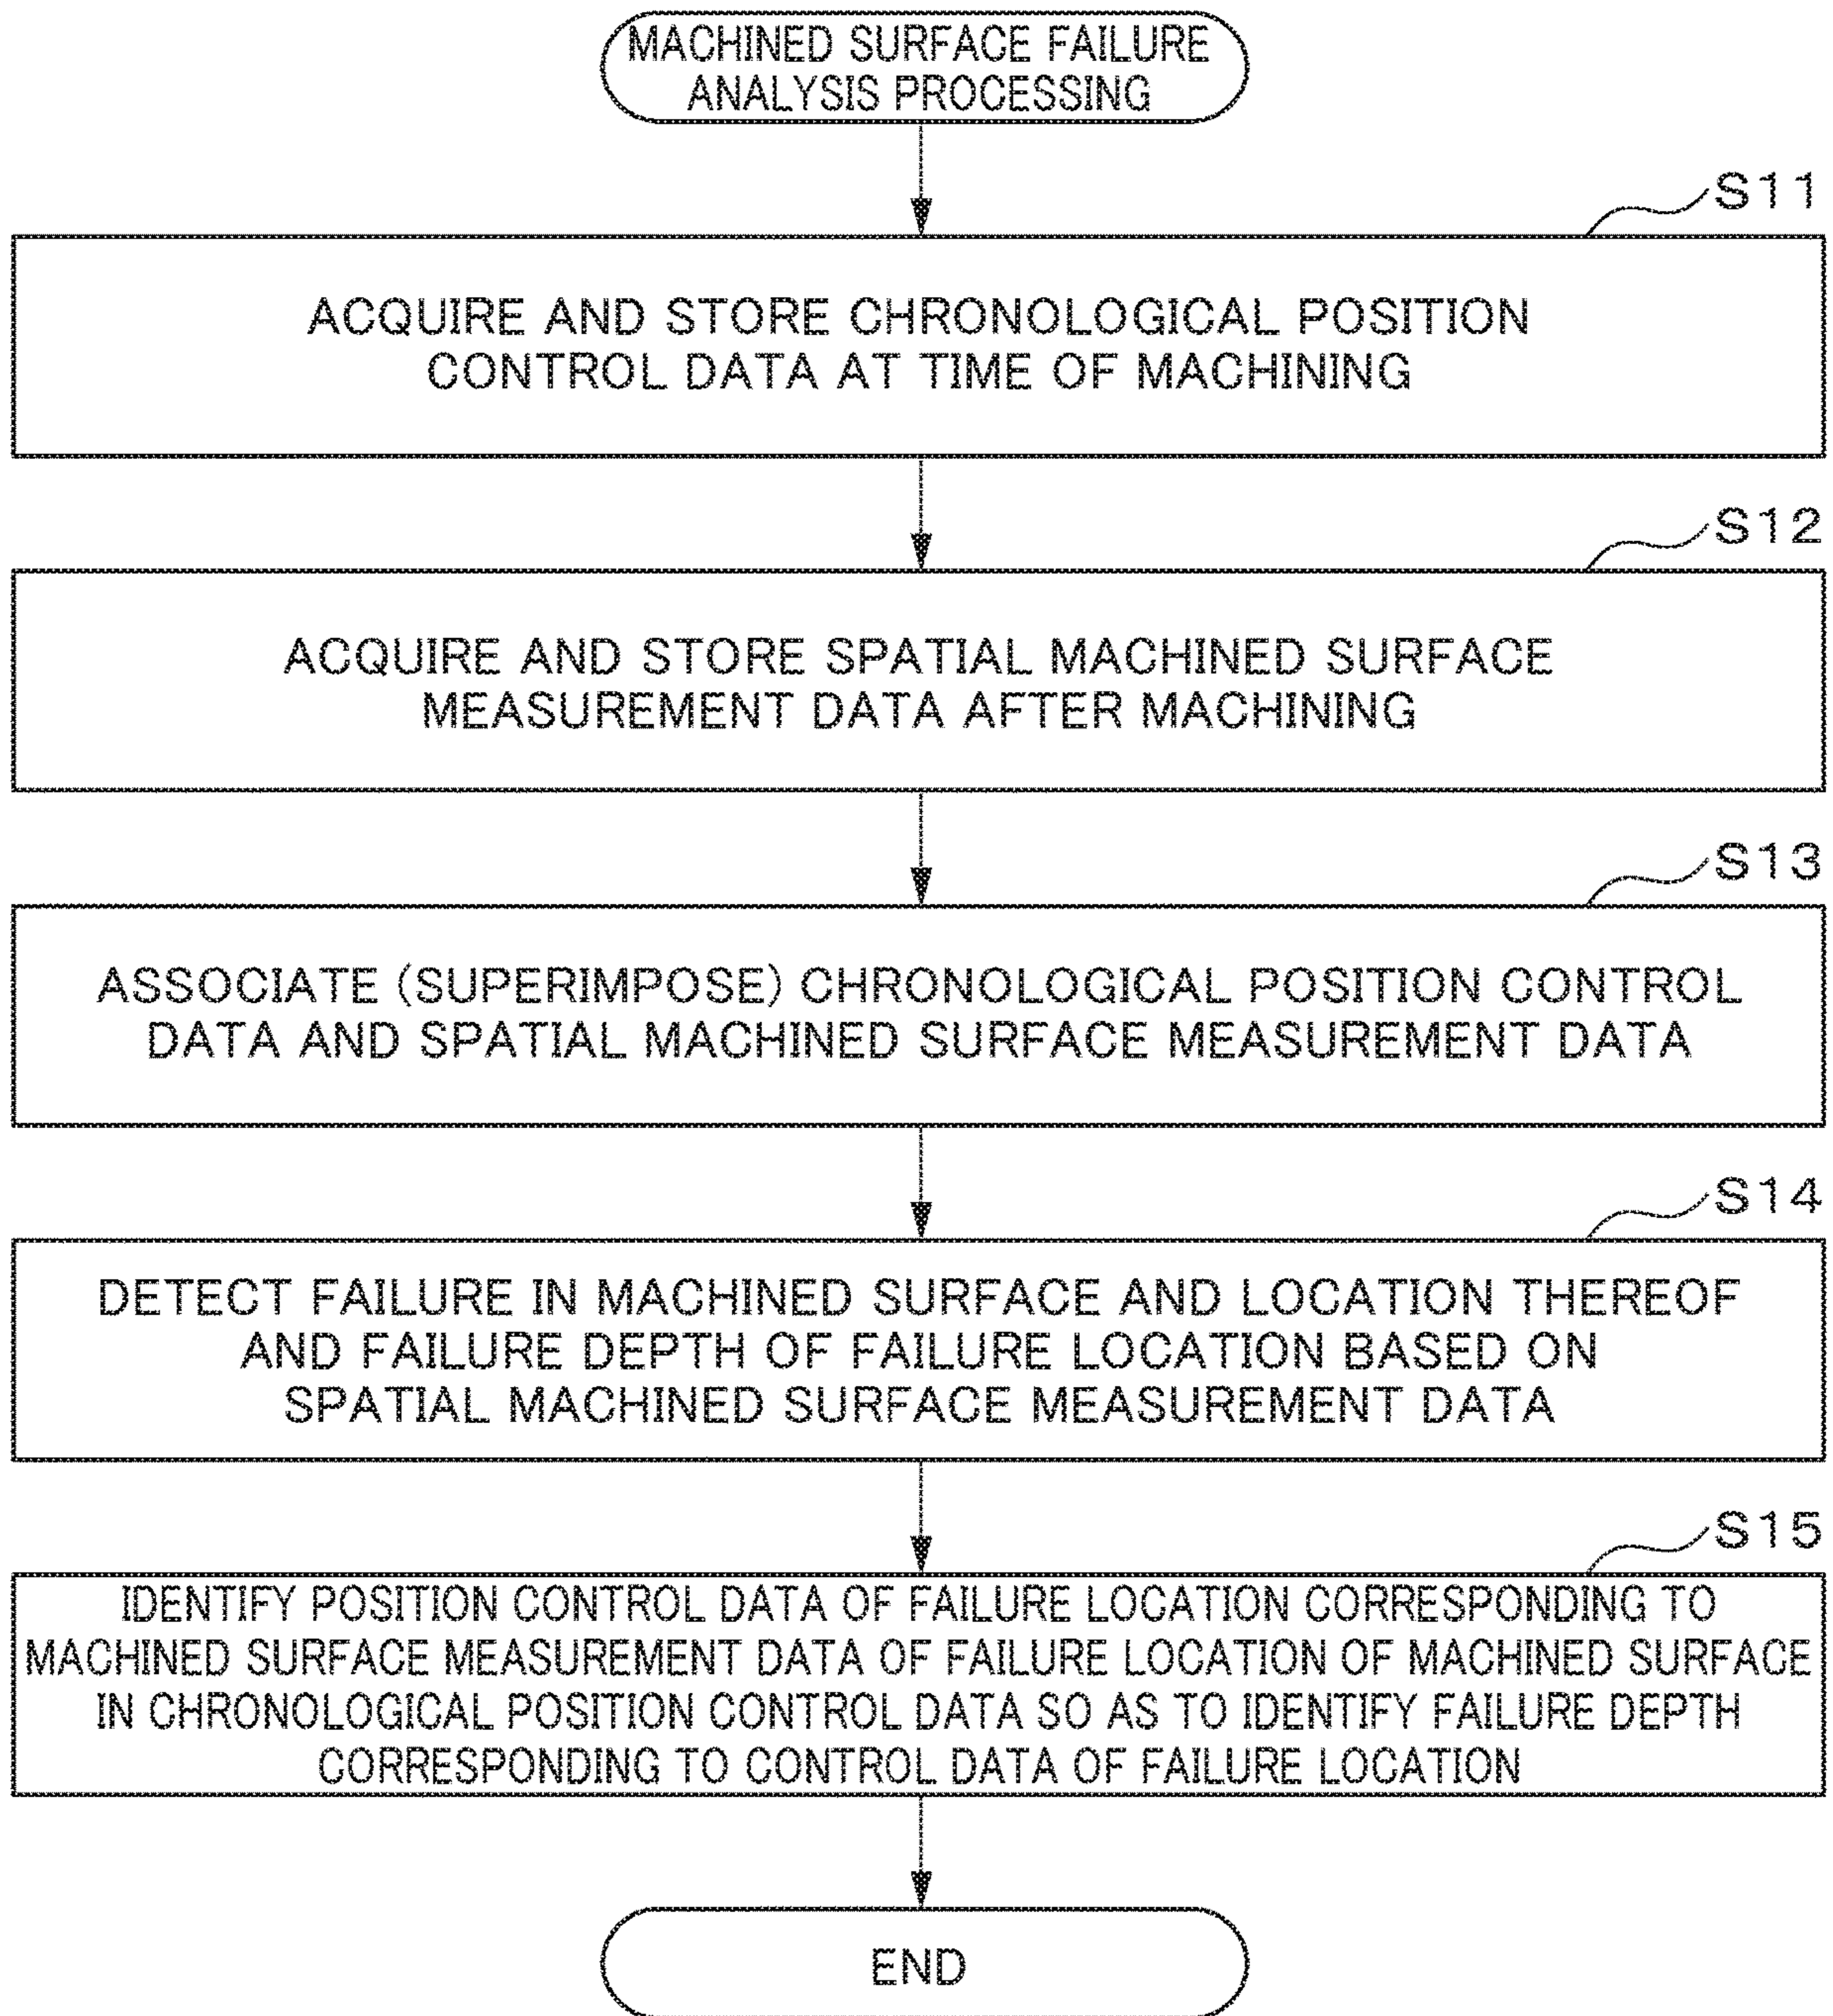 MACHINED SURFACE FAILURE
ANALYSIS PROCESSING
S11
ACQUIRE AND STORE CHRONOLOGICAL POSITION
CONTROL DATA AT TIME OF MACHINING
S12
ACQUIRE AND STORE SPATIAL MACHINED SURFACE
MEASUREMENT DATA AFTER MACHINING
S13
ASSOCIATE (SUPERIMPOSE) CHRONOLOGICAL POSITION CONTROL
DATA AND SPATIAL MACHINED SURFACE MEASUREMENT DATA
S14
DETECT FAILURE IN MACHINED SURFACE AND LOCATION THEREOF
AND FAILURE DEPTH OF FAILURE LOCATION BASED ON
SPATIAL MACHINED SURFACE MEASUREMENT DATA
S15
IDENTIFY POSITION CONTROL DATA OF FAILURE LOCATION CORRESPONDING TO
MACHINED SURFACE MEASUREMENT DATA OF FAILURE LOCATION OF MACHINED SURFACE
IN CHRONOLOGICAL POSITION CONTROL DATA SO AS TO IDENTIFY FAILURE DEPTH
CORRESPONDING TO CONTROL DATA OF FAILURE LOCATION
END